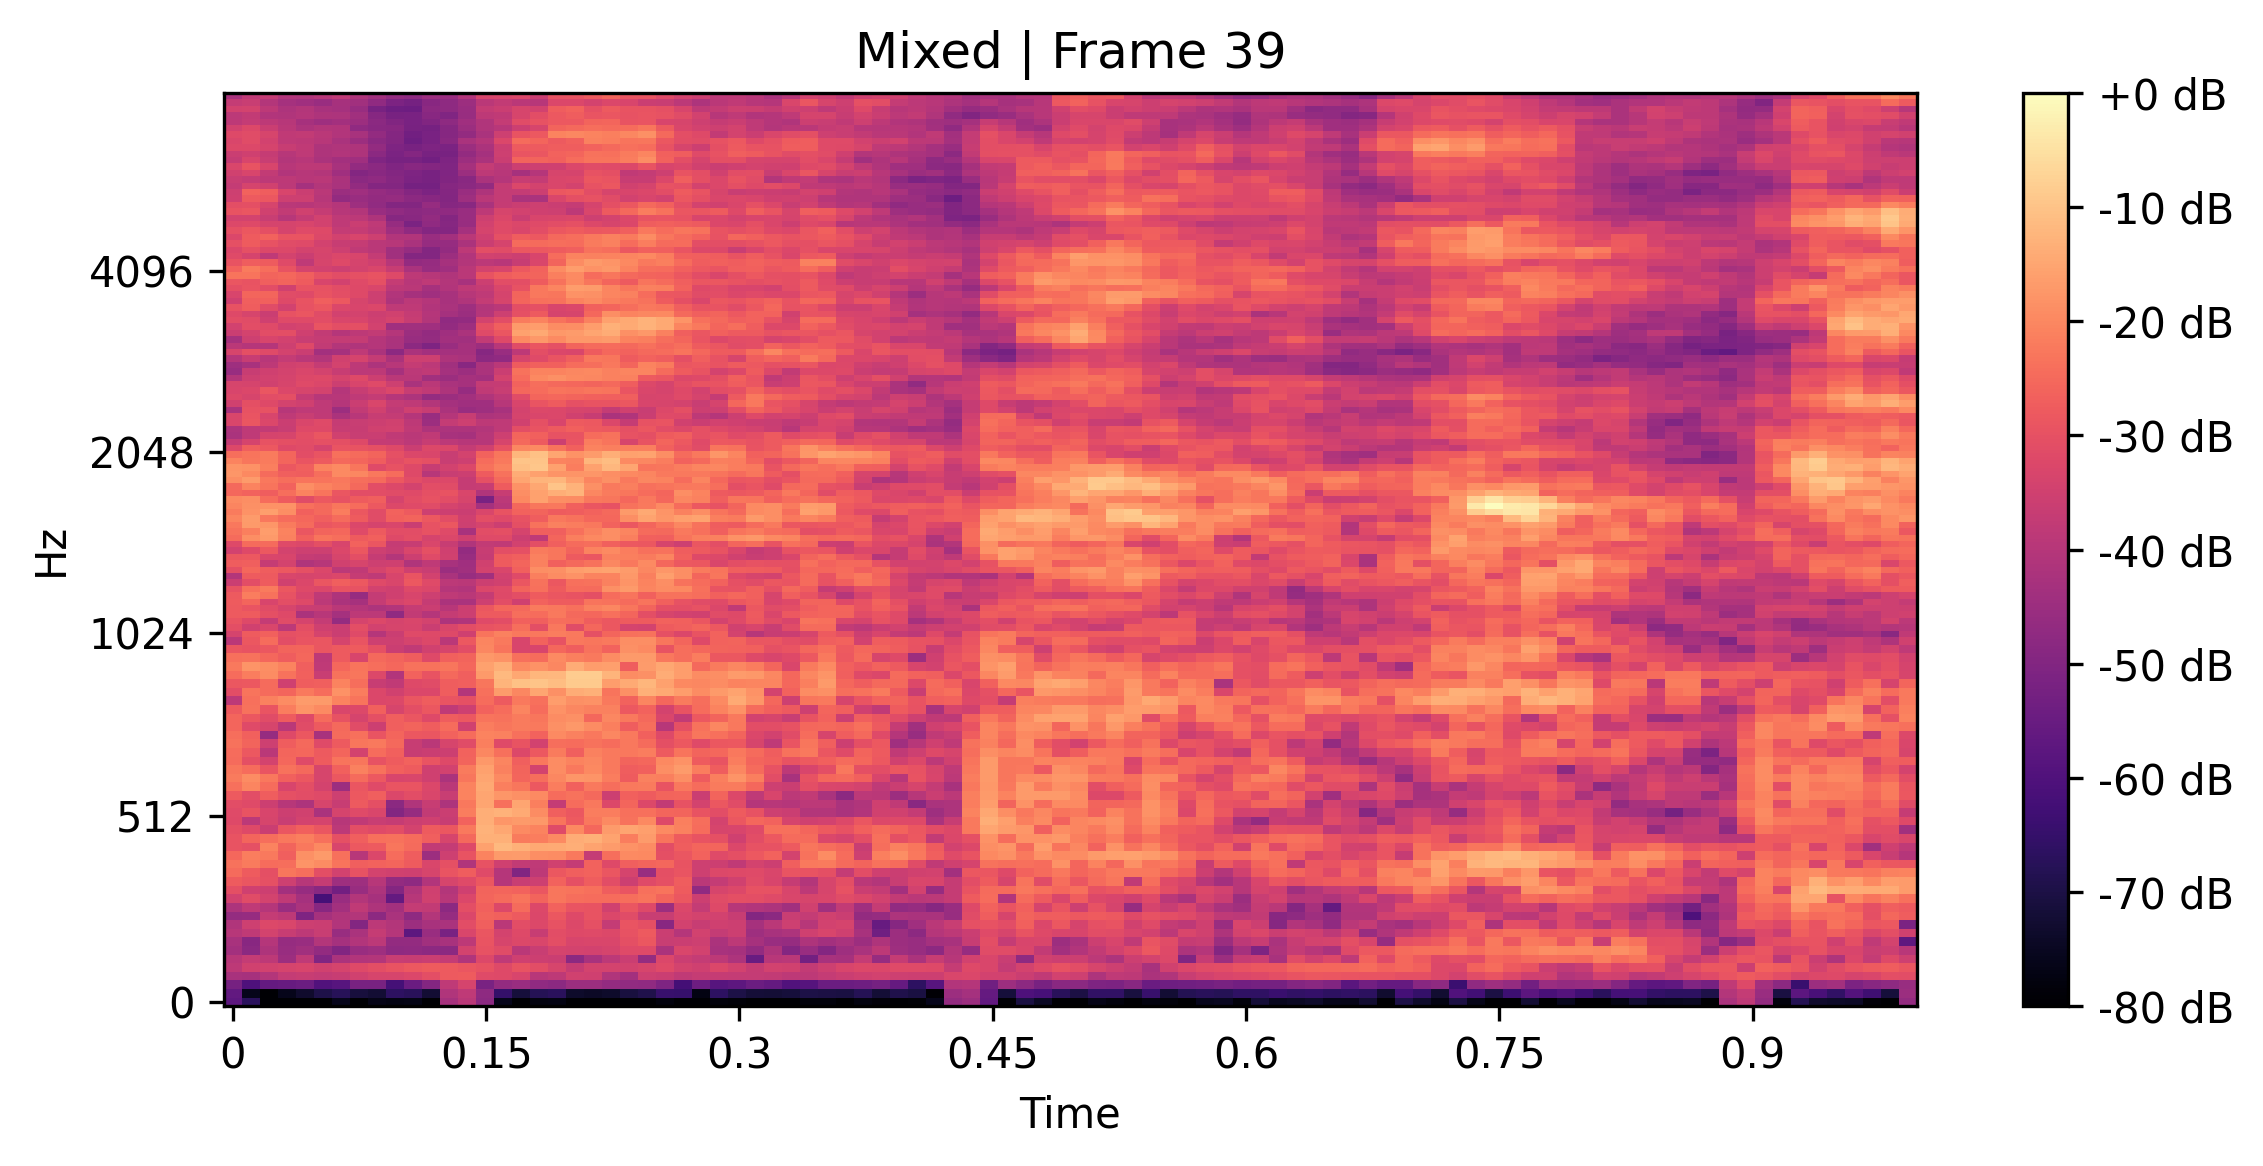 Mixed | Frame 39
+0 dB
-10 dB
-20 dB
-30 dB
-40 dB
-50 dB
-60 dB
-70 dB
-80 dB
Hz
4096
2048
1024
512
0
0 0.15 0.3 0.45 0.6 0.75 0.9
Time